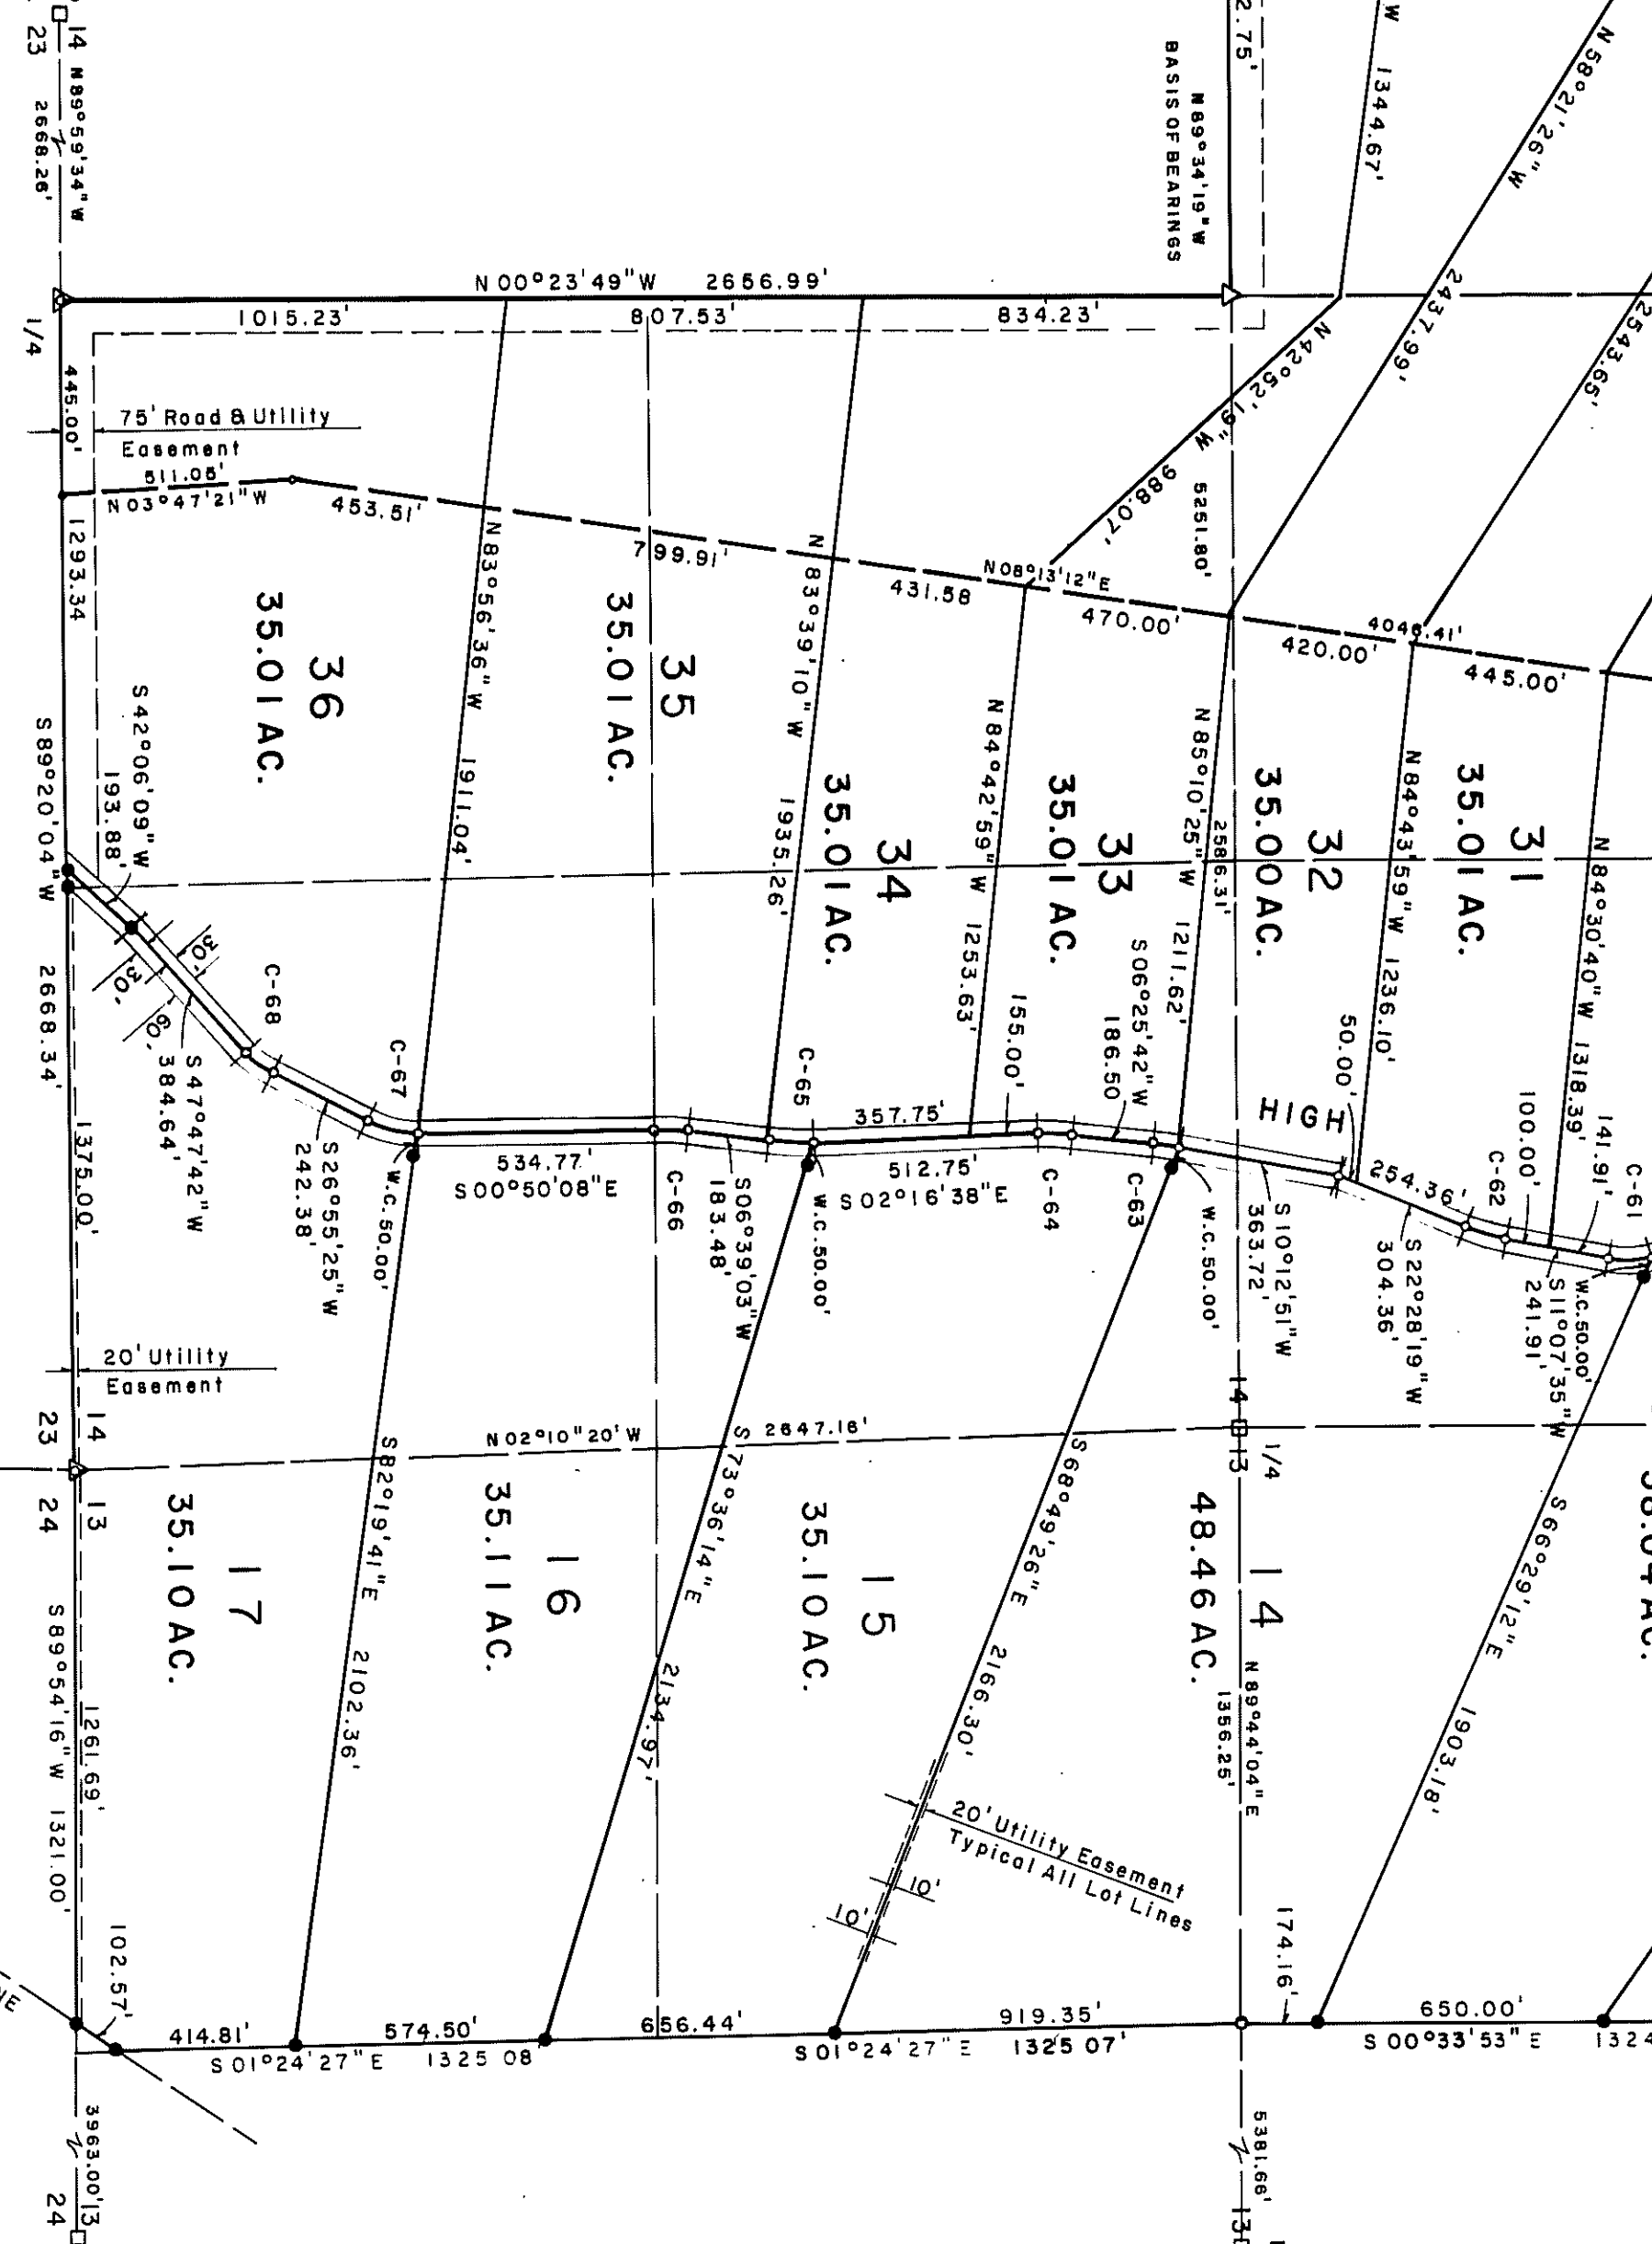 14
23
N89°59'34"W
2668.26'
2.75'
N89°34'19"W
BASIS OF BEARINGS
W 1344.67'
N58°21'26"W
2437.99'
2543.65'
N00°23'49"W 2656.99'
1015.23'
807.53'
834.23'
1/4
445.00'
75' Road & Utility
Easement
511.05'
N03°47'21"W
453.51'
799.91'
431.58
N08°13'12"E
470.00'
420.00'
4046.41'
445.00'
N42°52'19"W
988.07'
5251.80'
1293.34
36
35.01 AC.
35
35.01 AC.
34
35.01 AC.
33
35.01 AC.
32
35.00 AC.
31
35.01 AC.
N83°56'36"W 1911.04'
N83°39'10"W 1935.26'
N84°42'59"W 1253.63'
N85°10'25"W 1211.62'
2586.31'
N84°43'59"W 1236.10'
N84°30'40"W 1318.39'
S42°06'09"W
193.88'
S89°20'04"W 2668.34'
30'
30'
60'
C-68
C-67
C-66
C-65
C-64
C-63
C-62
C-61
S47°47'42"W
384.64'
S26°55'25"W
242.38'
W.C.50.00'
534.77'
S00°50'08"E
S06°39'03"W
183.48'
W.C.50.00'
357.75'
155.00'
512.75'
S02°16'38"E
S06°25'42"W
186.50
W.C.50.00'
HIGH
S10°12'51"W
363.72'
50.00'
254.36'
S22°28'19"W
304.36'
100.00'
141.91'
S11°07'35"W
241.91'
W.C.50.00'
1375.00'
20' Utility
Easement
14
23
13
24
N02°10"20'W 2647.16'
14
13
1/4
S82°19'41"E 2102.36'
S73°36'14"E 2134.97'
S68°49'26"E 2166.30'
S66°29'12"E 1903.18'
17
35.10 AC.
16
35.11 AC.
15
35.10 AC.
14
48.46 AC.
N89°44'04"E
1356.25'
20' Utility Easement
Typical All Lot Lines
10'
10'
1261.69'
S89°54'16"W 1321.00'
102.57'
414.81'
574.50'
656.44'
919.35'
174.16'
650.00'
S01°24'27"E 1325 08'
S01°24'27"E 1325 07'
S00°33'53"E 1324
3963.00'
13
24
5381.66'
13